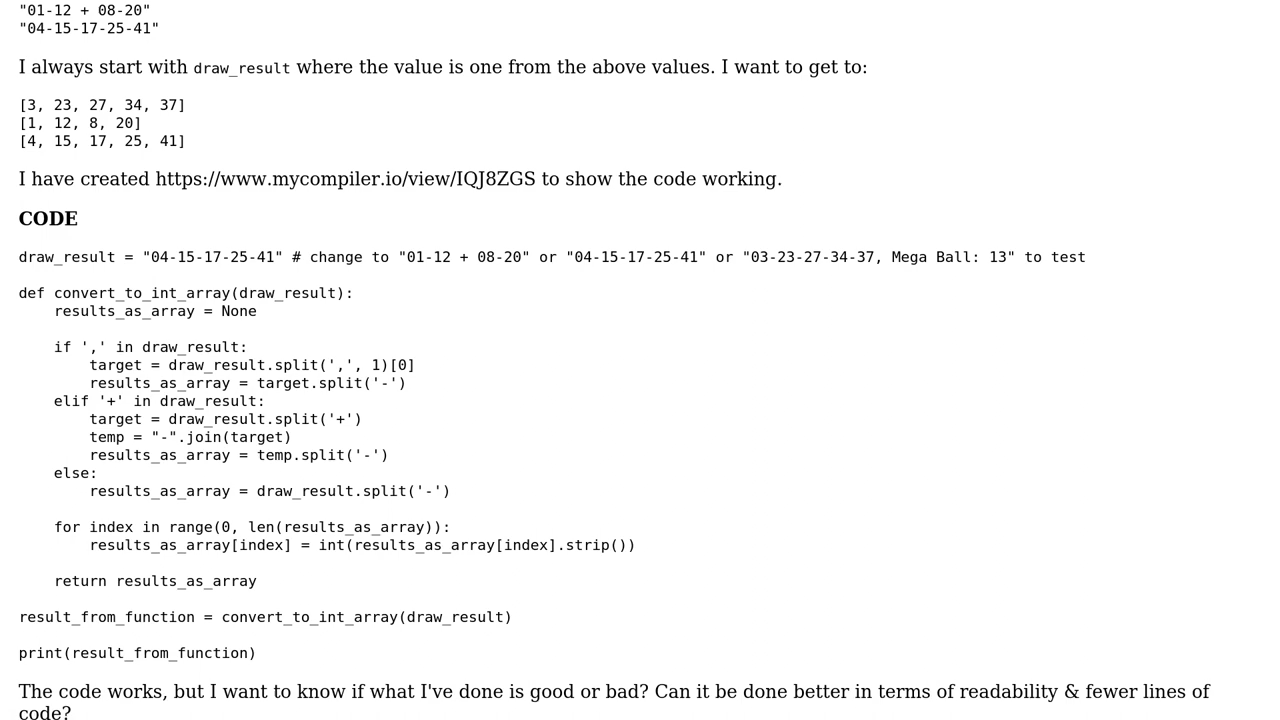 "01-12 + 08-20"
"04-15-17-25-41"
I always start with draw_result where the value is one from the above values. I want to get to:
[3, 23, 27, 34, 37]
[1, 12, 8, 20]
[4, 15, 17, 25, 41]
I have created https://www.mycompiler.io/view/IQJ8ZGS to show the code working.
CODE
draw_result = "04-15-17-25-41" # change to "01-12 + 08-20" or "04-15-17-25-41" or "03-23-27-34-37, Mega Ball: 13" to test
def convert_to_int_array(draw_result):
    results_as_array = None
    if ',' in draw_result:
        target = draw_result.split(',', 1)[0]
        results_as_array = target.split('-')
    elif '+' in draw_result:
        target = draw_result.split('+')
        temp = "-".join(target)
        results_as_array = temp.split('-')
    else:
        results_as_array = draw_result.split('-')
    for index in range(0, len(results_as_array)):
        results_as_array[index] = int(results_as_array[index].strip())
    return results_as_array
result_from_function = convert_to_int_array(draw_result)
print(result_from_function)
The code works, but I want to know if what I've done is good or bad? Can it be done better in terms of readability & fewer lines of
code?